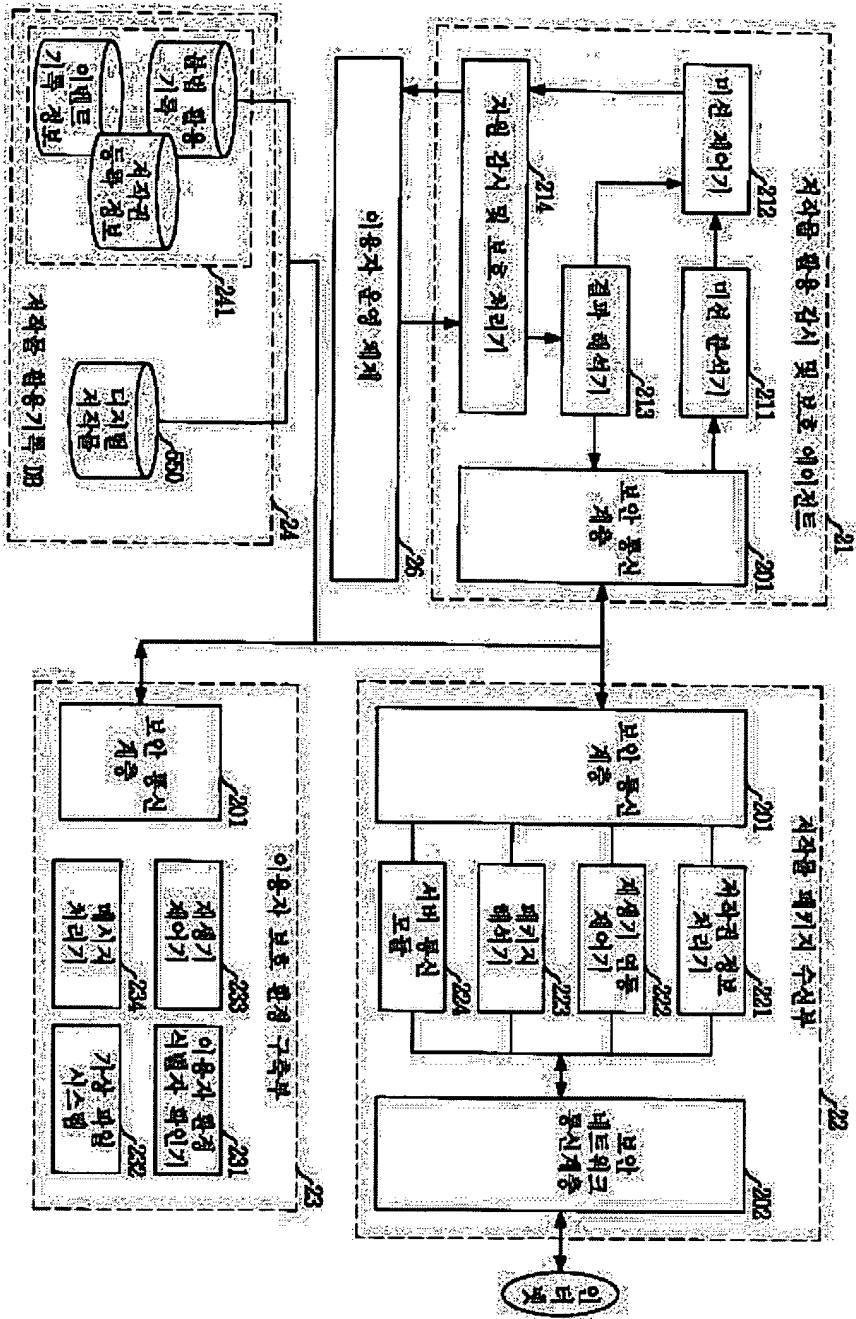 저작물 활용 감시 및 보호 에이전트
21
미션 제어기
212
미션 분석기
211
자원 감시 및 보호 처리기
214
결과 해석기
213
보안 통신
계층
201
이용자 운영 체제
26
불법 활용
기록
이벤트
기록 정보
저작권
등록 정보
241
디지털
저작물
550
저작물 활용기록 DB
24
저작물 패키지 수신부
22
보안 통신
계층
201
저작권 정보
처리기
221
재생기 연동
제어기
222
패키지
해석기
223
서버 통신
모듈
224
보안
네트워크
통신계층
202
인터
넷
이용자 보호 환경 구축부
23
보안 통신
계층
201
재생기
제어기
233
메시지
처리기
234
이용자 환경
식별자 확인기
231
가상 파일
시스템
232